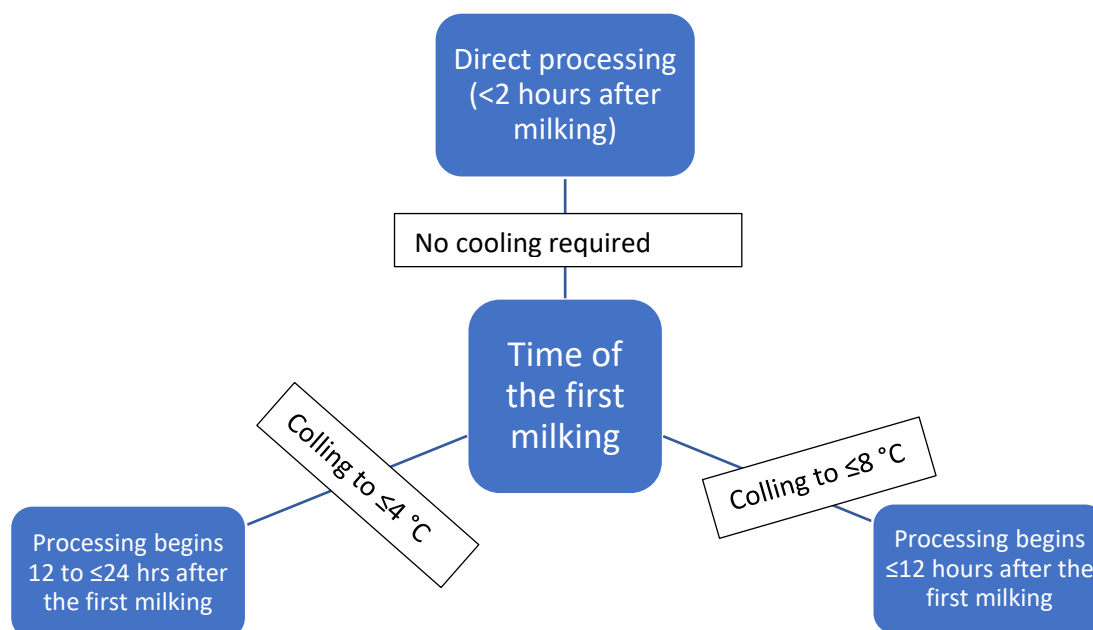 Direct processing
(<2 hours after
milking)
No cooling required
Time of
the first
milking
Colling to ≤4 °C
Colling to ≤8 °C
Processing begins
12 to ≤24 hrs after
the first milking
Processing begins
≤12 hours after the
first milking